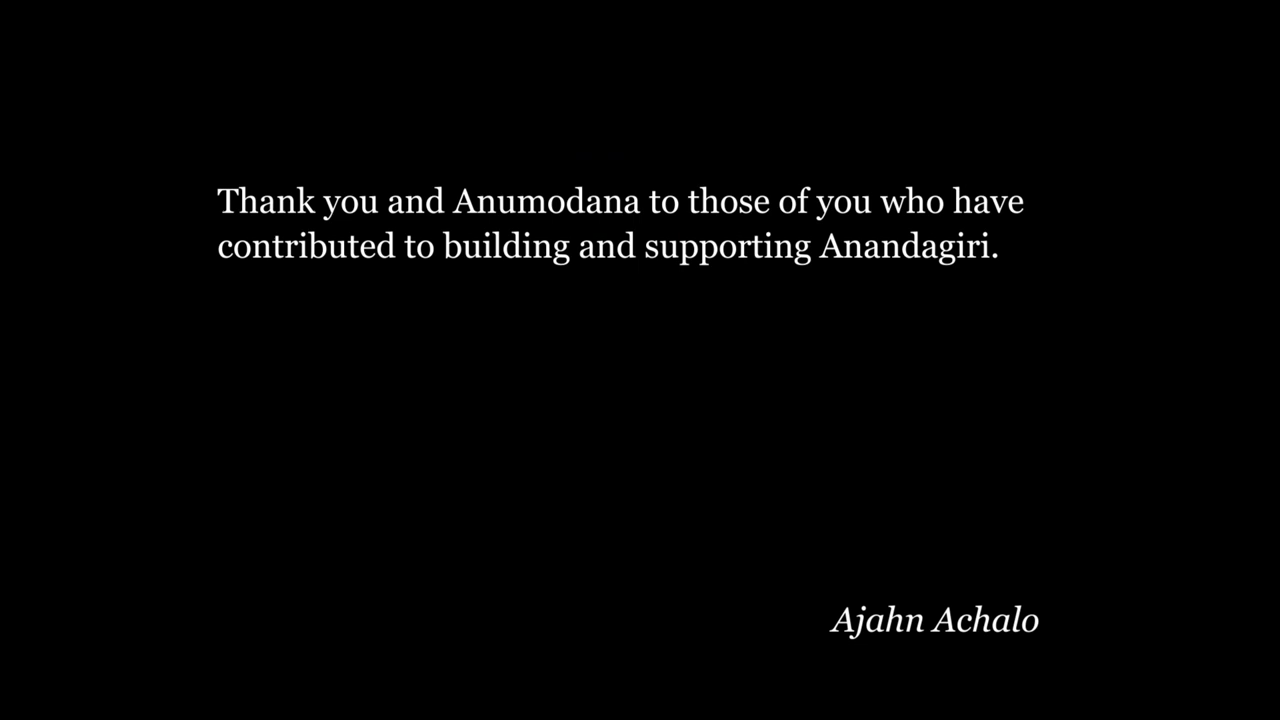 Thank you and Anumodana to those of you who have
contributed to building and supporting Anandagiri.
Ajahn Achalo